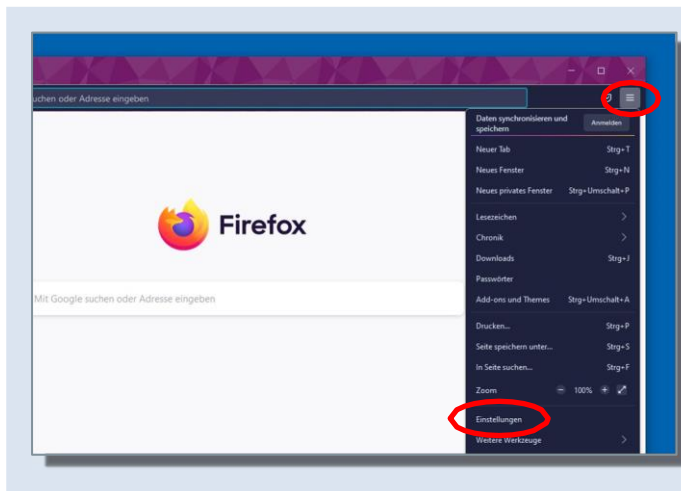 uchen oder Adresse eingeben
Daten synchronisieren und
speichern
Anmelden
Neuer Tab Strg+T
Neues Fenster Strg+N
Neues privates Fenster Strg+Umschalt+P
Lesezeichen
Chronik
Downloads Strg+J
Passwörter
Add-ons und Themes Strg+Umschalt+A
Drucken... Strg+P
Seite speichern unter... Strg+S
In Seite suchen... Strg+F
Zoom 100%
Einstellungen
Weitere Werkzeuge
Firefox
Mit Google suchen oder Adresse eingeben